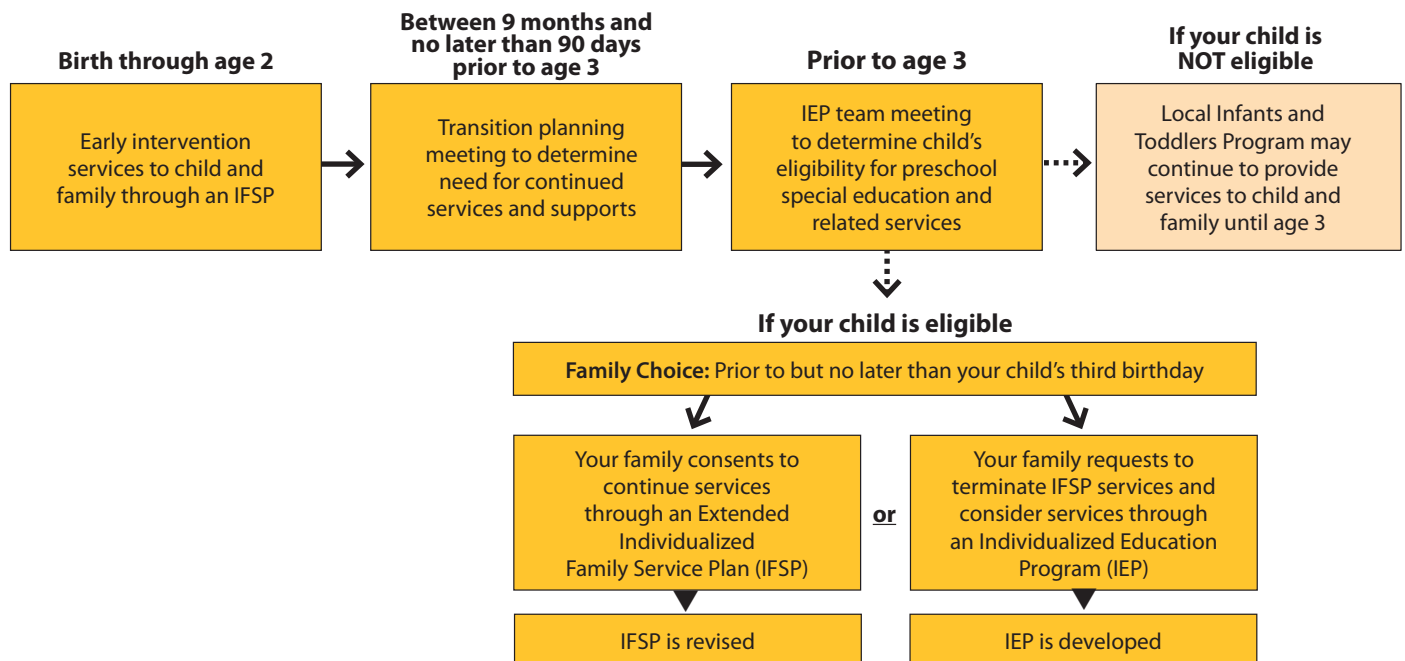 Birth through age 2
Early intervention
services to child and
family through an IFSP
Between 9 months and
no later than 90 days
prior to age 3
Transition planning
meeting to determine
need for continued
services and supports
Prior to age 3
IEP team meeting
to determine child’s
eligibility for preschool
special education and
related services
If your child is
NOT eligible
Local Infants and
Toddlers Program may
continue to provide
services to child and
family until age 3
If your child is eligible
Family Choice: Prior to but no later than your child’s third birthday
Your family consents to
continue services
through an Extended
Individualized
Family Service Plan (IFSP)
or
Your family requests to
terminate IFSP services and
consider services through
an Individualized Education
Program (IEP)
IFSP is revised
IEP is developed